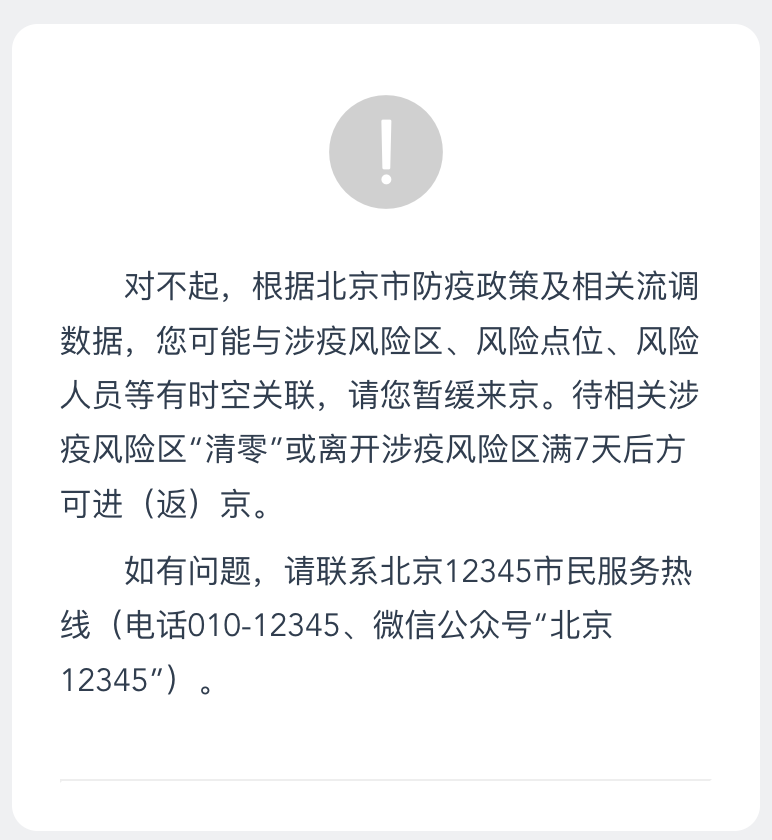 对不起，根据北京市防疫政策及相关流调
数据，您可能与涉疫风险区、风险点位、风险
人员等有时空关联，请您暂缓来京。待相关涉
疫风险区“清零”或离开涉疫风险区满7天后方
可进（返）京。
如有问题，请联系北京12345市民服务热
线（电话010-12345、微信公众号“北京
12345”）。